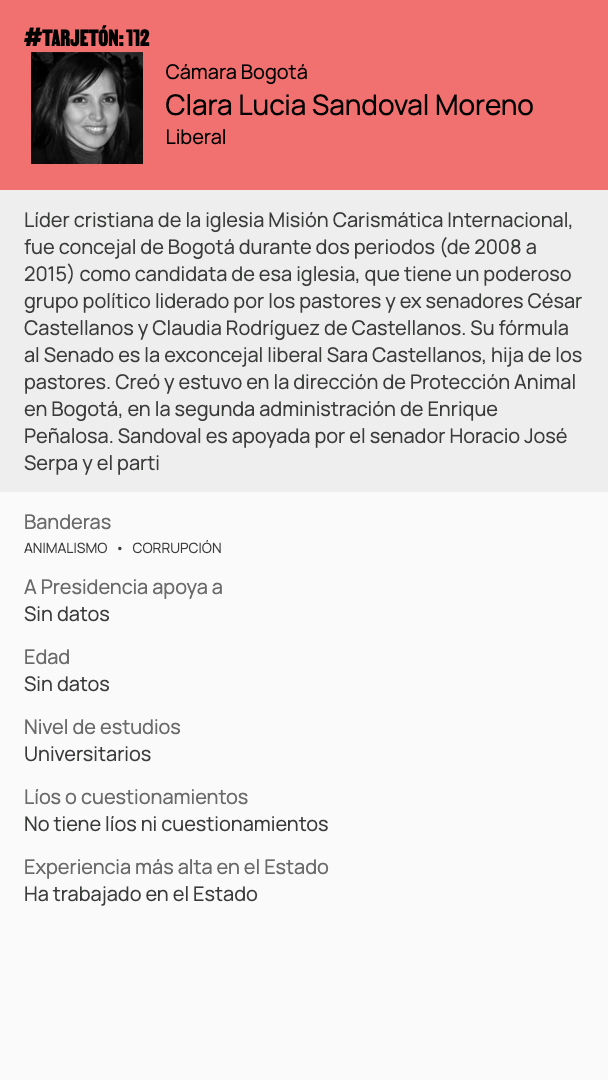 #TARJETÓN: 112
Cámara Bogotá
Clara Lucia Sandoval Moreno
Liberal
Líder cristiana de la iglesia Misión Carismática Internacional,
fue concejal de Bogotá durante dos periodos (de 2008 a
2015) como candidata de esa iglesia, que tiene un poderoso
grupo político liderado por los pastores y ex senadores César
Castellanos y Claudia Rodríguez de Castellanos. Su fórmula
al Senado es la exconcejal liberal Sara Castellanos, hija de los
pastores. Creó y estuvo en la dirección de Protección Animal
en Bogotá, en la segunda administración de Enrique
Peñalosa. Sandoval es apoyada por el senador Horacio José
Serpa y el parti
Banderas
ANIMALISMO • CORRUPCIÓN
A Presidencia apoya a
Sin datos
Edad
Sin datos
Nivel de estudios
Universitarios
Líos o cuestionamientos
No tiene líos ni cuestionamientos
Experiencia más alta en el Estado
Ha trabajado en el Estado